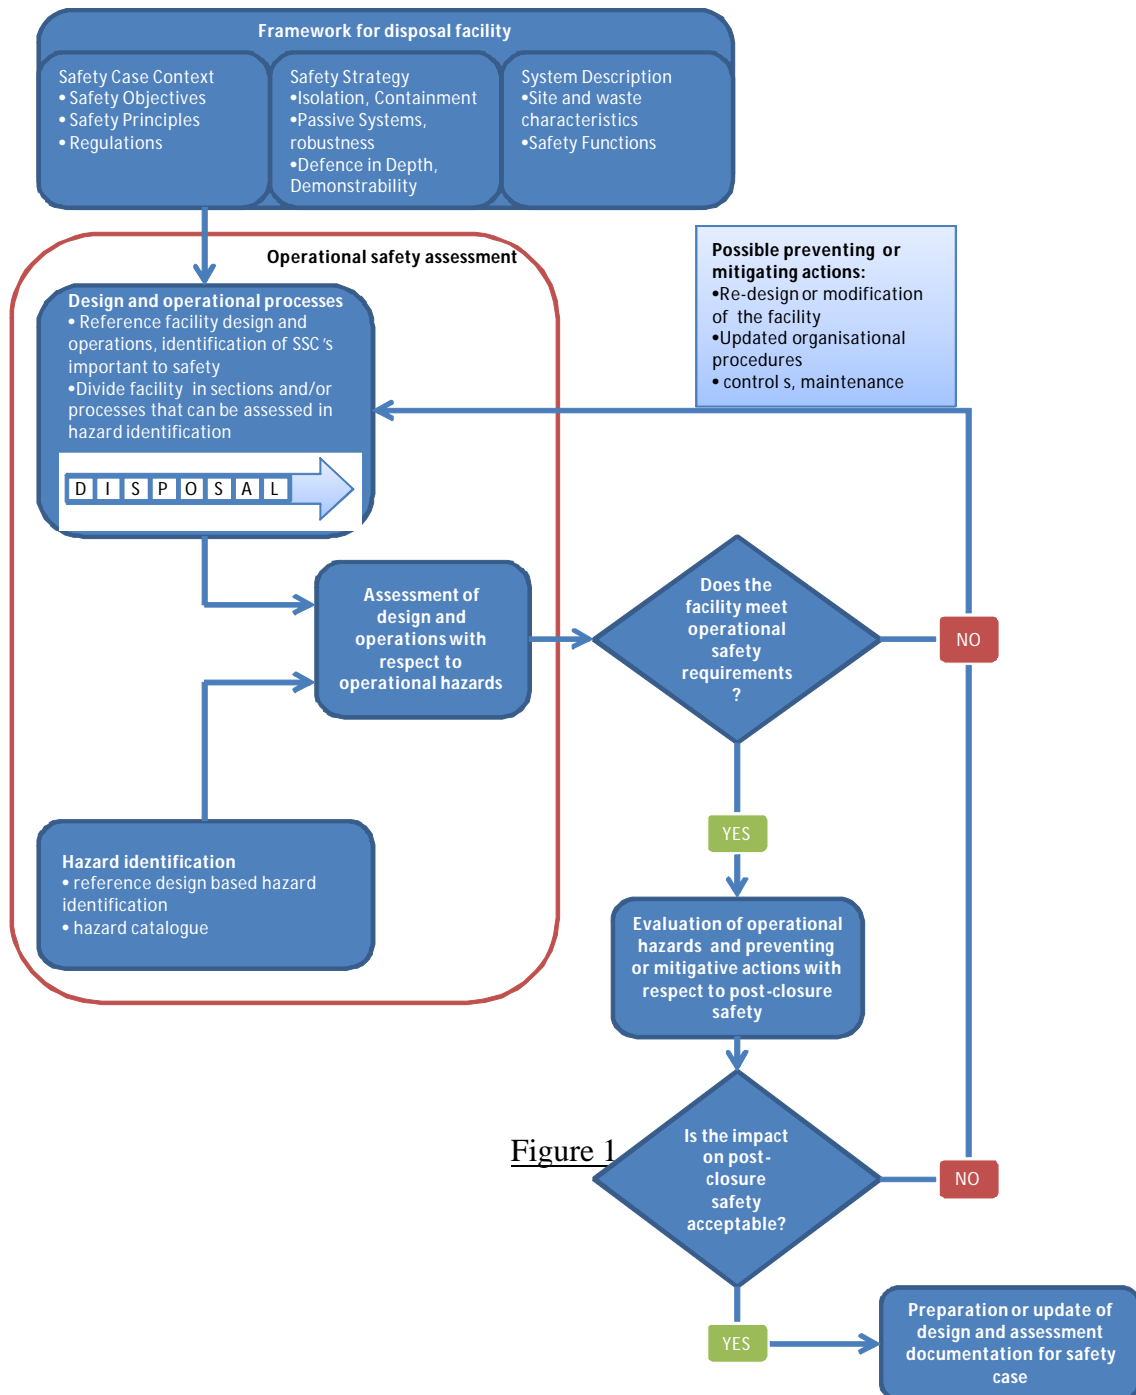 Framework for disposal facility
Safety Case Context
• Safety Objectives
• Safety Principles
• Regulations
Safety Strategy
•Isolation, Containment
•Passive Systems,
robustness
•Defence in Depth,
Demonstrability
System Description
•Site and waste
characteristics
•Safety Functions
Operational safety assessment
Possible preventing or
mitigating actions:
•Re-design or modification
of the facility
•Updated organisational
procedures
• control s, maintenance
Design and operational processes
• Reference facility design and
operations, identification of SSC's
important to safety
•Divide facility in sections and/or
processes that can be assessed in
hazard identification
D I S P O S A L
Assessment of
design and
operations with
respect to
operational hazards
Does the
facility meet
operational
safety
requirements
?
NO
YES
Hazard identification
• reference design based hazard
identification
• hazard catalogue
Evaluation of operational
hazards and preventing
or mitigative actions with
respect to post-closure
safety
Figure 1
Is the impact
on post-
closure
safety
acceptable?
NO
YES
Preparation or update of
design and assessment
documentation for safety
case